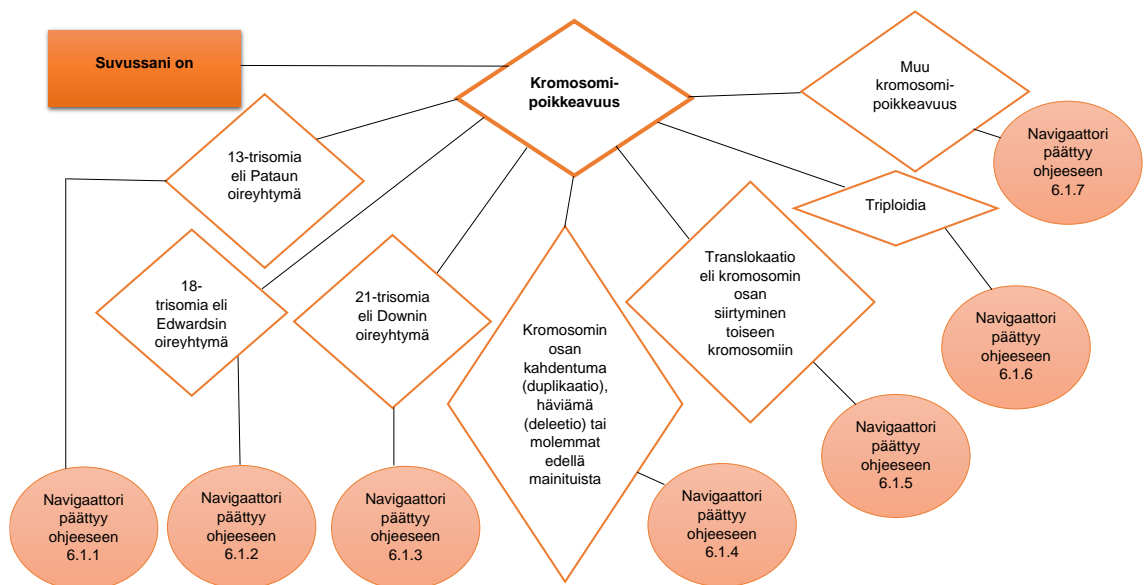 Suvussani on
Kromosomi-
poikkeavuus
Muu
kromosomi-
poikkeavuus
Navigaattori
päättyy
ohjeeseen
6.1.7
13-trisomia
eli Pataun
oireyhtymä
Triploidia
18-
trisomia eli
Edwardsin
oireyhtymä
21-trisomia
eli Downin
oireyhtymä
Translokaatio
eli kromosomin
osan
siirtyminen
toiseen
kromosomiin
Kromosomin
osan
kahdentuma
(duplikaatio),
häviämä
(deleetio) tai
molemmat
edellä
mainituista
Navigaattori
päättyy
ohjeeseen
6.1.6
Navigaattori
päättyy
ohjeeseen
6.1.5
Navigaattori
päättyy
ohjeeseen
6.1.1
Navigaattori
päättyy
ohjeeseen
6.1.2
Navigaattori
päättyy
ohjeeseen
6.1.3
Navigaattori
päättyy
ohjeeseen
6.1.4